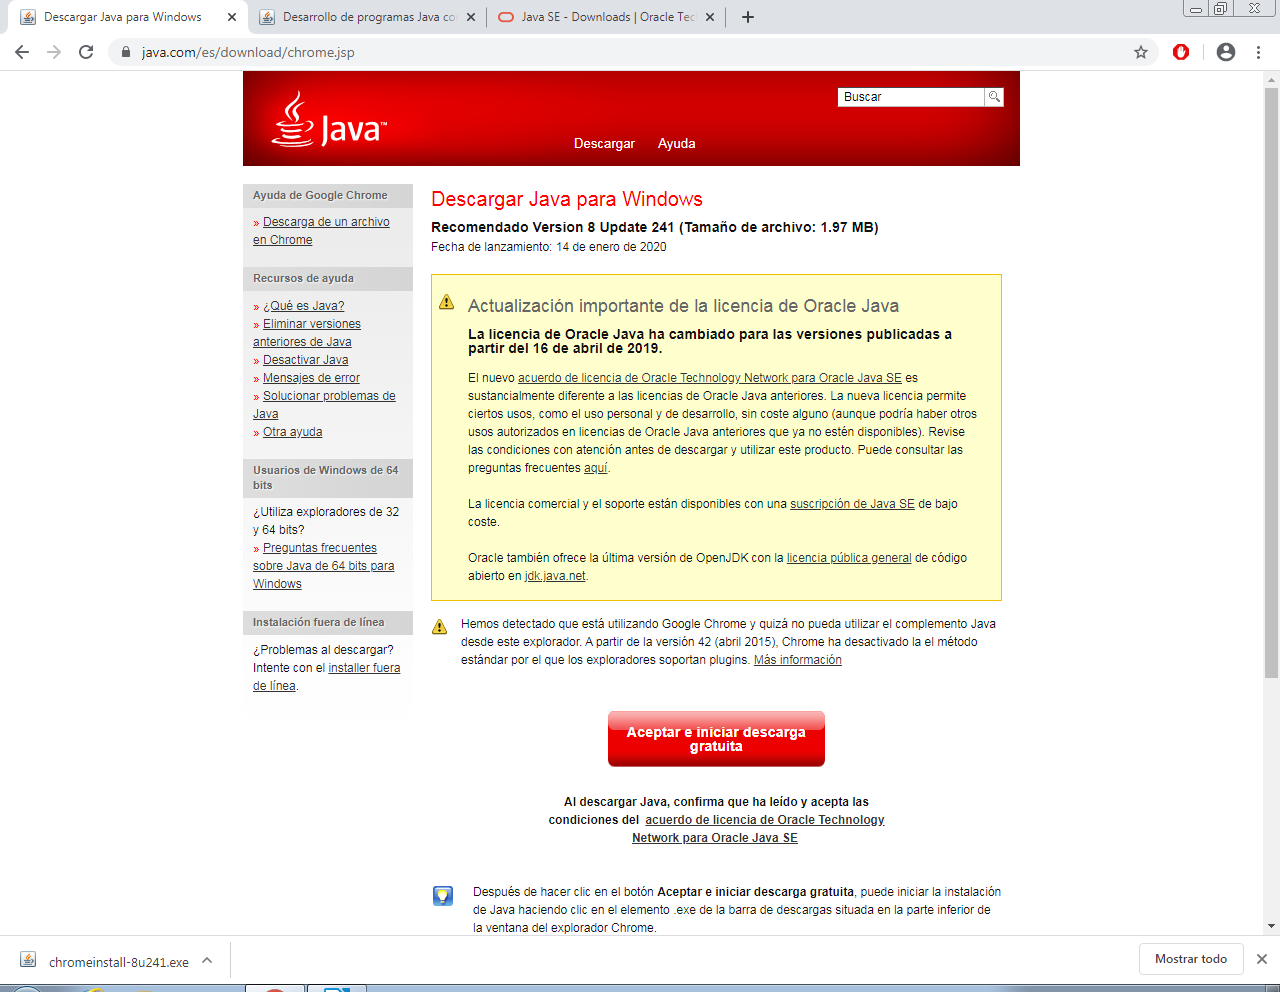 Descargar Java para Windows
Desarrollo de programas Java co
Java SE - Downloads | Oracle Tec
java.com/es/download/chrome.jsp
Java™
Buscar
Descargar
Ayuda
Ayuda de Google Chrome
» Descarga de un archivo
en Chrome
Recursos de ayuda
» ¿Qué es Java?
» Eliminar versiones
anteriores de Java
» Desactivar Java
» Mensajes de error
» Solucionar problemas de
Java
» Otra ayuda
Usuarios de Windows de 64
bits
¿Utiliza exploradores de 32
y 64 bits?
» Preguntas frecuentes
sobre Java de 64 bits para
Windows
Instalación fuera de línea
¿Problemas al descargar?
Intente con el installer fuera
de línea.
Descargar Java para Windows
Recomendado Version 8 Update 241 (Tamaño de archivo: 1.97 MB)
Fecha de lanzamiento: 14 de enero de 2020
Actualización importante de la licencia de Oracle Java
La licencia de Oracle Java ha cambiado para las versiones publicadas a
partir del 16 de abril de 2019.
El nuevo acuerdo de licencia de Oracle Technology Network para Oracle Java SE es
sustancialmente diferente a las licencias de Oracle Java anteriores. La nueva licencia permite
ciertos usos, como el uso personal y de desarrollo, sin coste alguno (aunque podría haber otros
usos autorizados en licencias de Oracle Java anteriores que ya no estén disponibles). Revise
las condiciones con atención antes de descargar y utilizar este producto. Puede consultar las
preguntas frecuentes aquí.
La licencia comercial y el soporte están disponibles con una suscripción de Java SE de bajo
coste.
Oracle también ofrece la última versión de OpenJDK con la licencia pública general de código
abierto en jdk.java.net.
Hemos detectado que está utilizando Google Chrome y quizá no pueda utilizar el complemento Java
desde este explorador. A partir de la versión 42 (abril 2015), Chrome ha desactivado la el método
estándar por el que los exploradores soportan plugins. Más información
Aceptar e iniciar descarga
gratuita
Al descargar Java, confirma que ha leído y acepta las
condiciones del acuerdo de licencia de Oracle Technology
Network para Oracle Java SE
Después de hacer clic en el botón Aceptar e iniciar descarga gratuita, puede iniciar la instalación
de Java haciendo clic en el elemento .exe de la barra de descargas situada en la parte inferior de
la ventana del explorador Chrome.
chromeinstall-8u241.exe
Mostrar todo